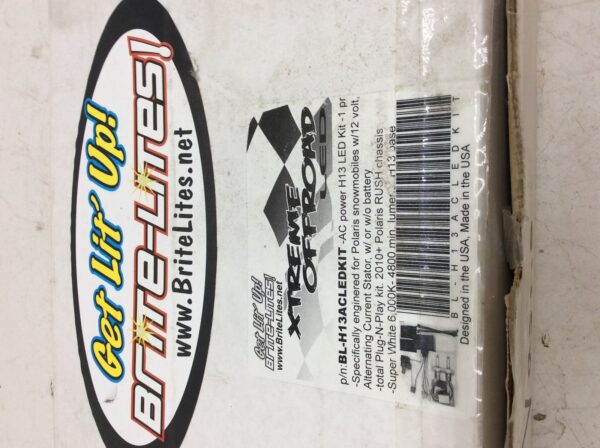 Get Lit' Up!
Brite-Lites!
www.BriteLites.net
Get Lit' Up!
Brite-Lites!
www.BriteLites.net
XTREME
OFFROAD
LED
p/n:BL-H13ACLEDKIT -AC power H13 LED Kit -1 pr
-Specifically enginered for Polaris snowmobiles w/12 volt,
Alternating Current Stator, w/ or w/o battery
-total Plug-N-Play kit. 2010+ Polaris RUSH chassis
-Super White 6,000K- 4800 min. lumen H13 base
BL-H13ACLEDKIT
Designed in the USA, Made in the USA